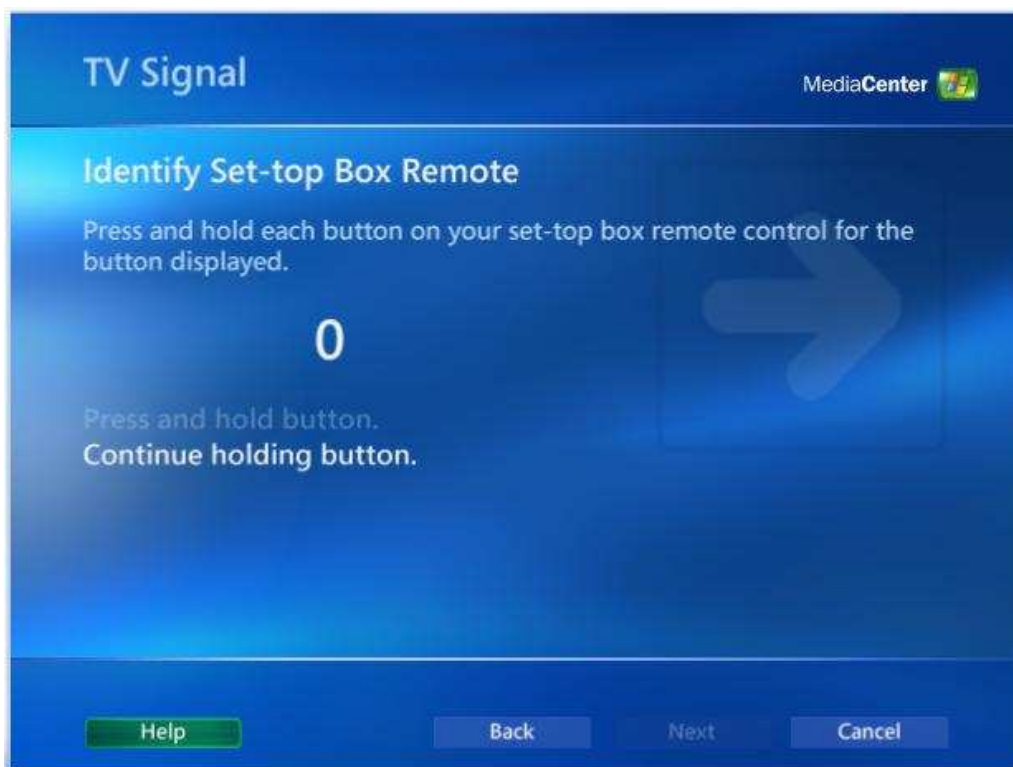 TV Signal
MediaCenter
Identify Set-top Box Remote
Press and hold each button on your set-top box remote control for the
button displayed.
0
Press and hold button.
Continue holding button.
Help Back Next Cancel